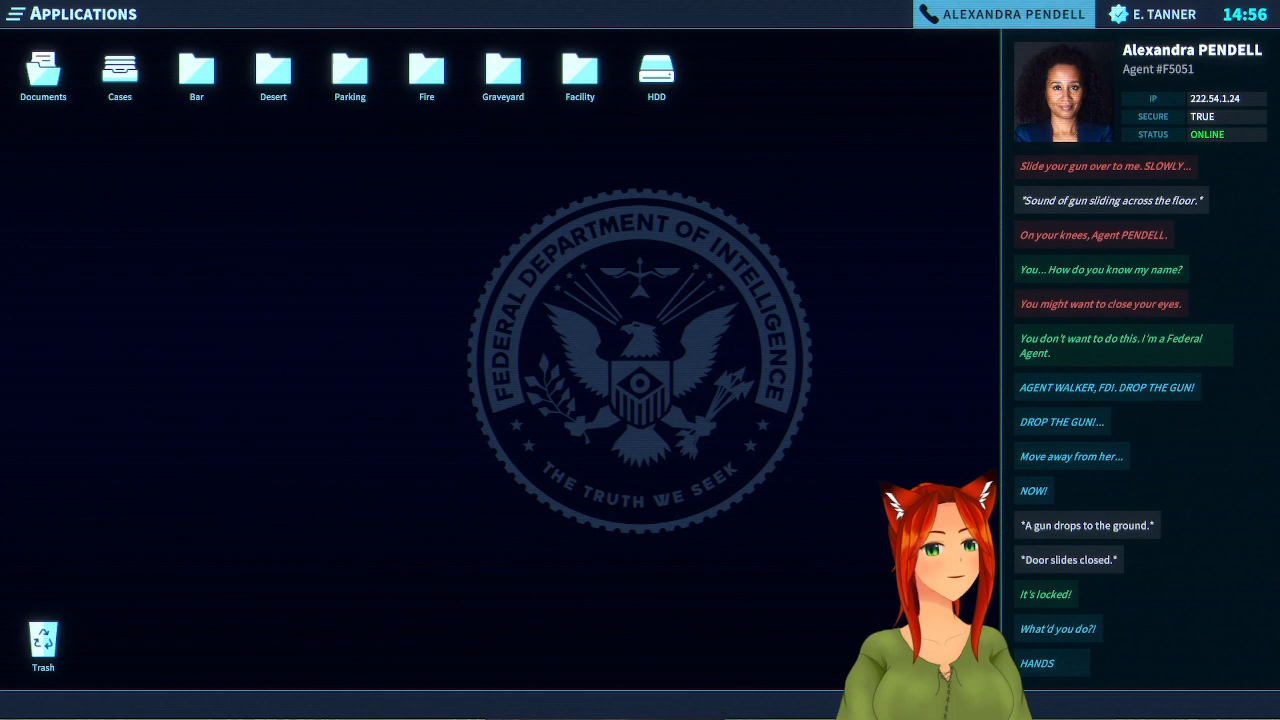 APPLICATIONS
ALEXANDRA PENDELL
E. TANNER
14:56
Documents
Cases
Bar
Desert
Parking
Fire
Graveyard
Facility
HDD
Trash
FEDERAL DEPARTMENT OF INTELLIGENCE
THE TRUTH WE SEEK
Alexandra PENDELL
Agent #F5051
IP 222.54.1.24
SECURE TRUE
STATUS ONLINE
Slide your gun over to me. SLOWLY...
*Sound of gun sliding across the floor.*
On your knees, Agent PENDELL.
You... How do you know my name?
You might want to close your eyes.
You don't want to do this. I'm a Federal
Agent.
AGENT WALKER, FDI. DROP THE GUN!
DROP THE GUN!...
Move away from her...
NOW!
*A gun drops to the ground.*
*Door slides closed.*
It's locked!
What'd you do?!
HANDS